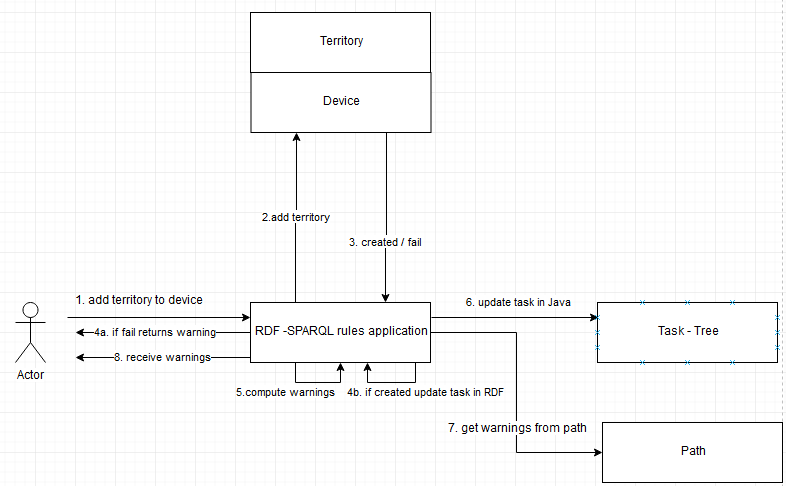 Territory
Device
2.add territory
3. created / fail
1. add territory to device
6. update task in Java
4a. if fail returns warning
RDF -SPARQL rules application
Task - Tree
8. receive warnings
Actor
5.compute warnings
4b. if created update task in RDF
7. get warnings from path
Path